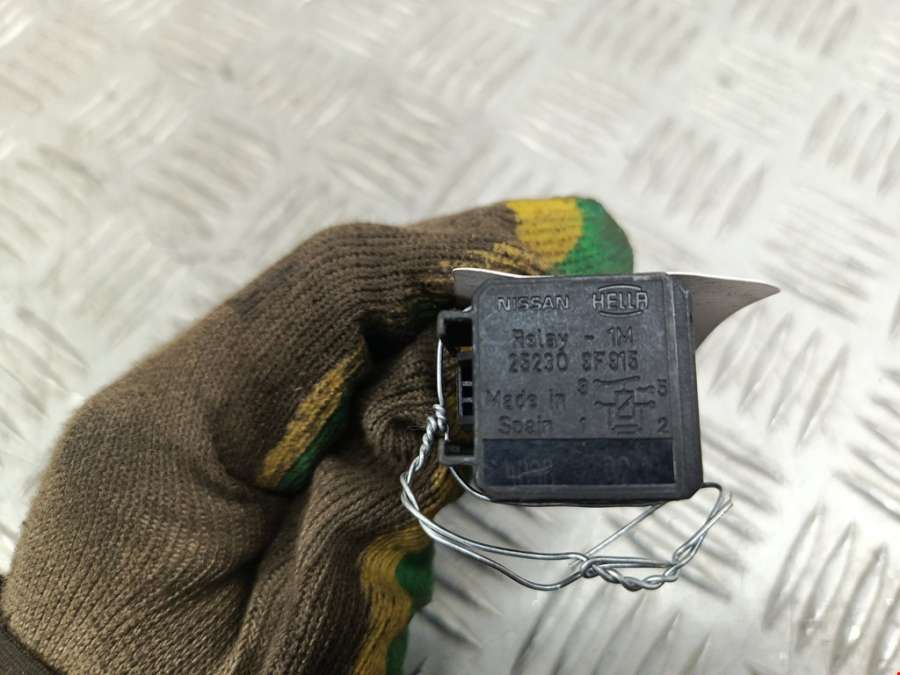 NISSAN HELLA
Relay - 1M
25230 9F915
3 5
Made in
Spain 1 2